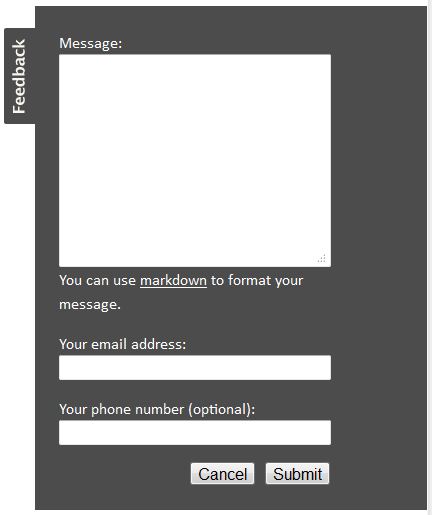 Feedback
Message:
You can use markdown to format your
message.
Your email address:
Your phone number (optional):
Cancel Submit